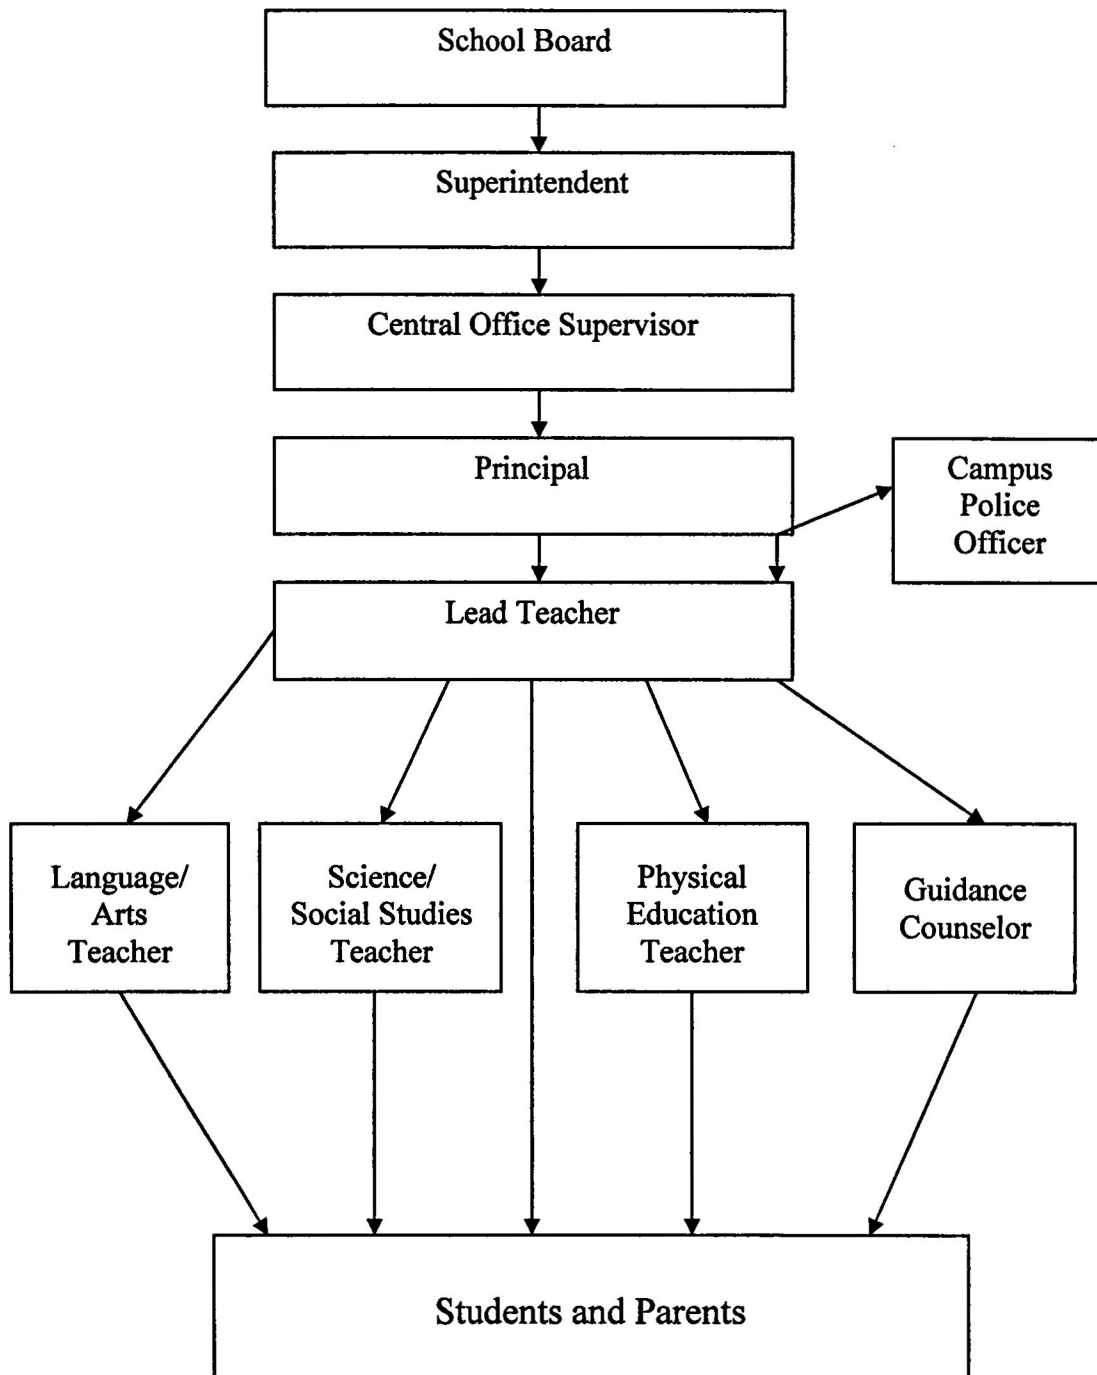 School Board
Superintendent
Central Office Supervisor
Principal
Campus
Police
Officer
Lead Teacher
Language/
Arts
Teacher
Science/
Social Studies
Teacher
Physical
Education
Teacher
Guidance
Counselor
Students and Parents